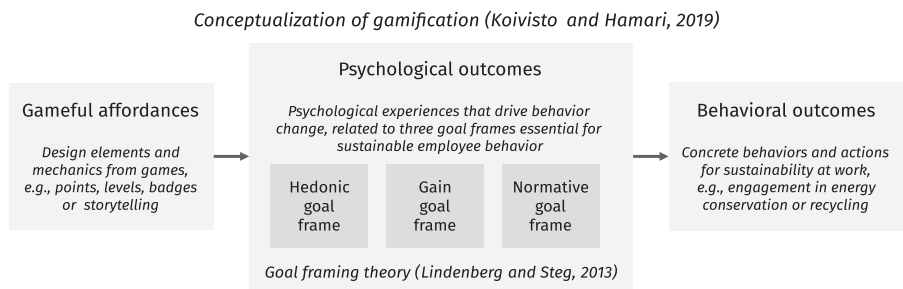 Conceptualization of gamification (Koivisto and Hamari, 2019)
Gameful affordances
Design elements and
mechanics from games,
e.g., points, levels, badges
or storytelling
Psychological outcomes
Psychological experiences that drive behavior
change, related to three goal frames essential for
sustainable employee behavior
Hedonic
goal
frame
Gain
goal
frame
Normative
goal
frame
Goal framing theory (Lindenberg and Steg, 2013)
Behavioral outcomes
Concrete behaviors and actions
for sustainability at work,
e.g., engagement in energy
conservation or recycling